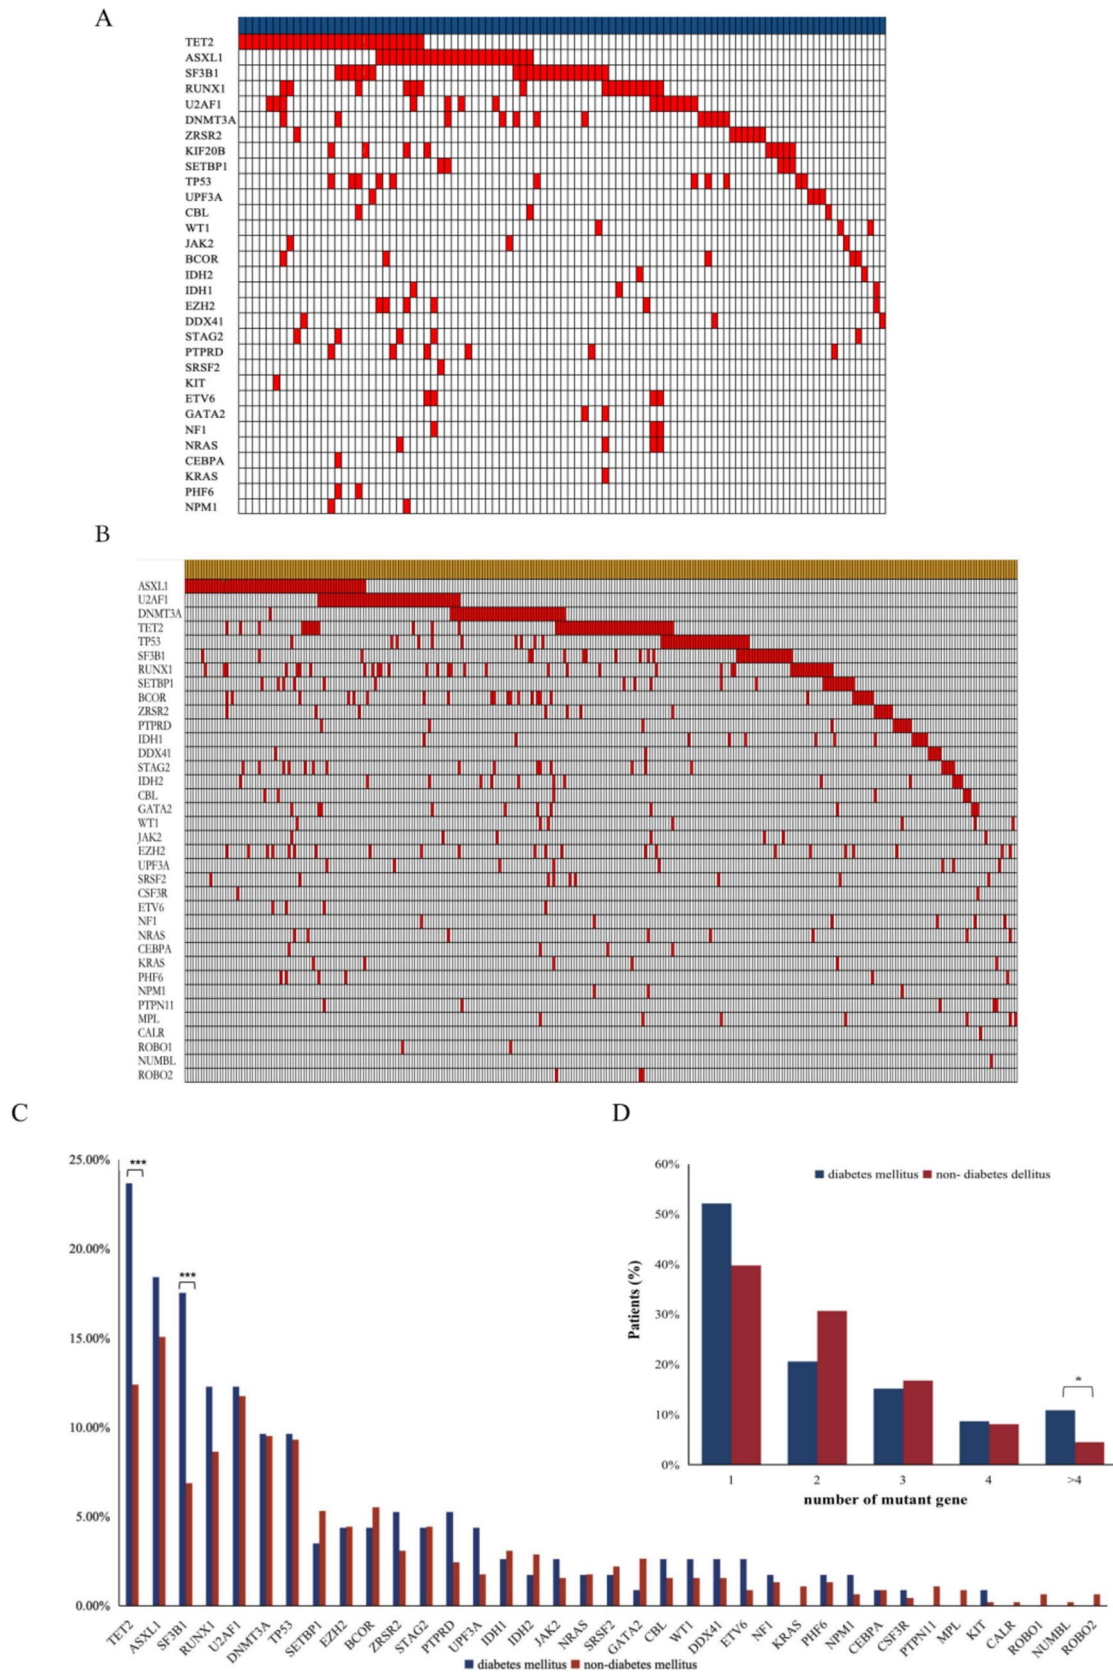 A
TET2
ASXL1
SF3B1
RUNX1
U2AF1
DNMT3A
ZRSR2
KIF20B
SETBP1
TP53
UPF3A
CBL
WT1
JAK2
BCOR
IDH2
IDH1
EZH2
DDX41
STAG2
PTPRD
SRSF2
KIT
ETV6
GATA2
NF1
NRAS
CEBPA
KRAS
PHF6
NPM1
B
ASXL1
U2AF1
DNMT3A
TET2
TP53
SF3B1
RUNX1
SETBP1
BCOR
ZRSR2
PTPRD
IDH1
DDX41
STAG2
IDH2
CBL
GATA2
WT1
JAK2
EZH2
UPF3A
SRSF2
CSF3R
ETV6
NF1
NRAS
CEBPA
KRAS
PHF6
NPM1
PTPN11
MPL
CALR
ROBO1
NUMBL
ROBO2
C
25.00%
20.00%
15.00%
10.00%
5.00%
0.00%
***
***
TET2
ASXL1
SF3B1
RUNX1
U2AF1
DNMT3A
TP53
SETBP1
EZH2
BCOR
ZRSR2
STAG2
PTPRD
UPF3A
IDH1
IDH2
JAK2
NRAS
SRSF2
GATA2
CBL
WT1
DDX41
ETV6
NF1
KRAS
PHF6
NPM1
CEBPA
CSF3R
PTPN11
MPL
KIT
CALR
ROBO1
NUMBL
ROBO2
diabetes mellitus non-diabetes mellitus
D
60%
50%
40%
30%
20%
10%
0%
Patients (%)
diabetes mellitus non- diabetes dellitus
*
1 2 3 4 >4
number of mutant gene